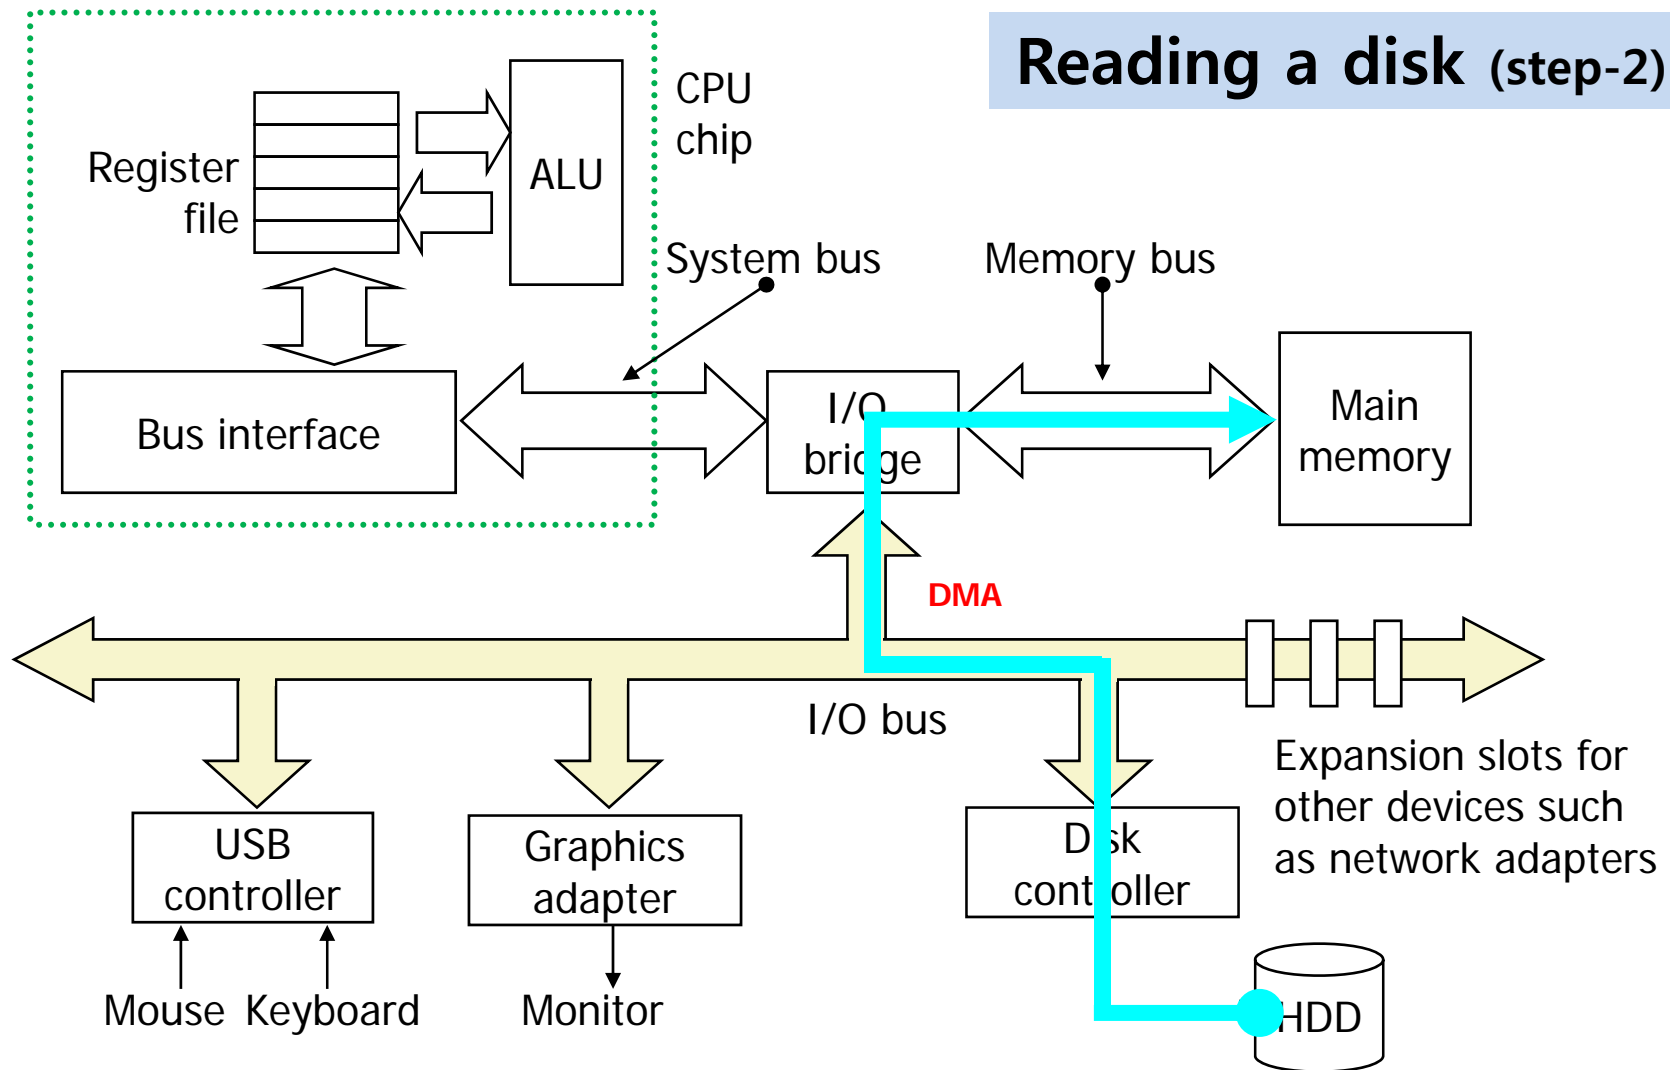 Reading a disk (step-2)
CPU
chip
Register
file
ALU
System bus
Memory bus
Bus interface
I/O
bridge
Main
memory
DMA
I/O bus
Expansion slots for
other devices such
as network adapters
USB
controller
Graphics
adapter
Disk
controller
Mouse
Keyboard
Monitor
HDD